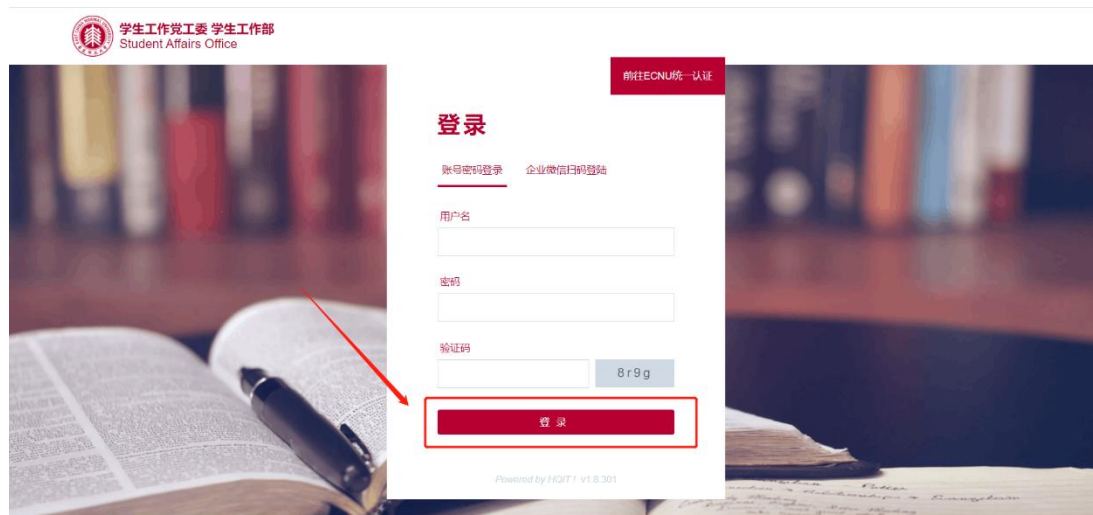 学生工作党工委 学生工作部
Student Affairs Office
前往ECNU统一认证
登录
账号密码登录 企业微信扫码登陆
用户名
密码
验证码
8r9g
登 录
Powered by HQIT! v1.8.301